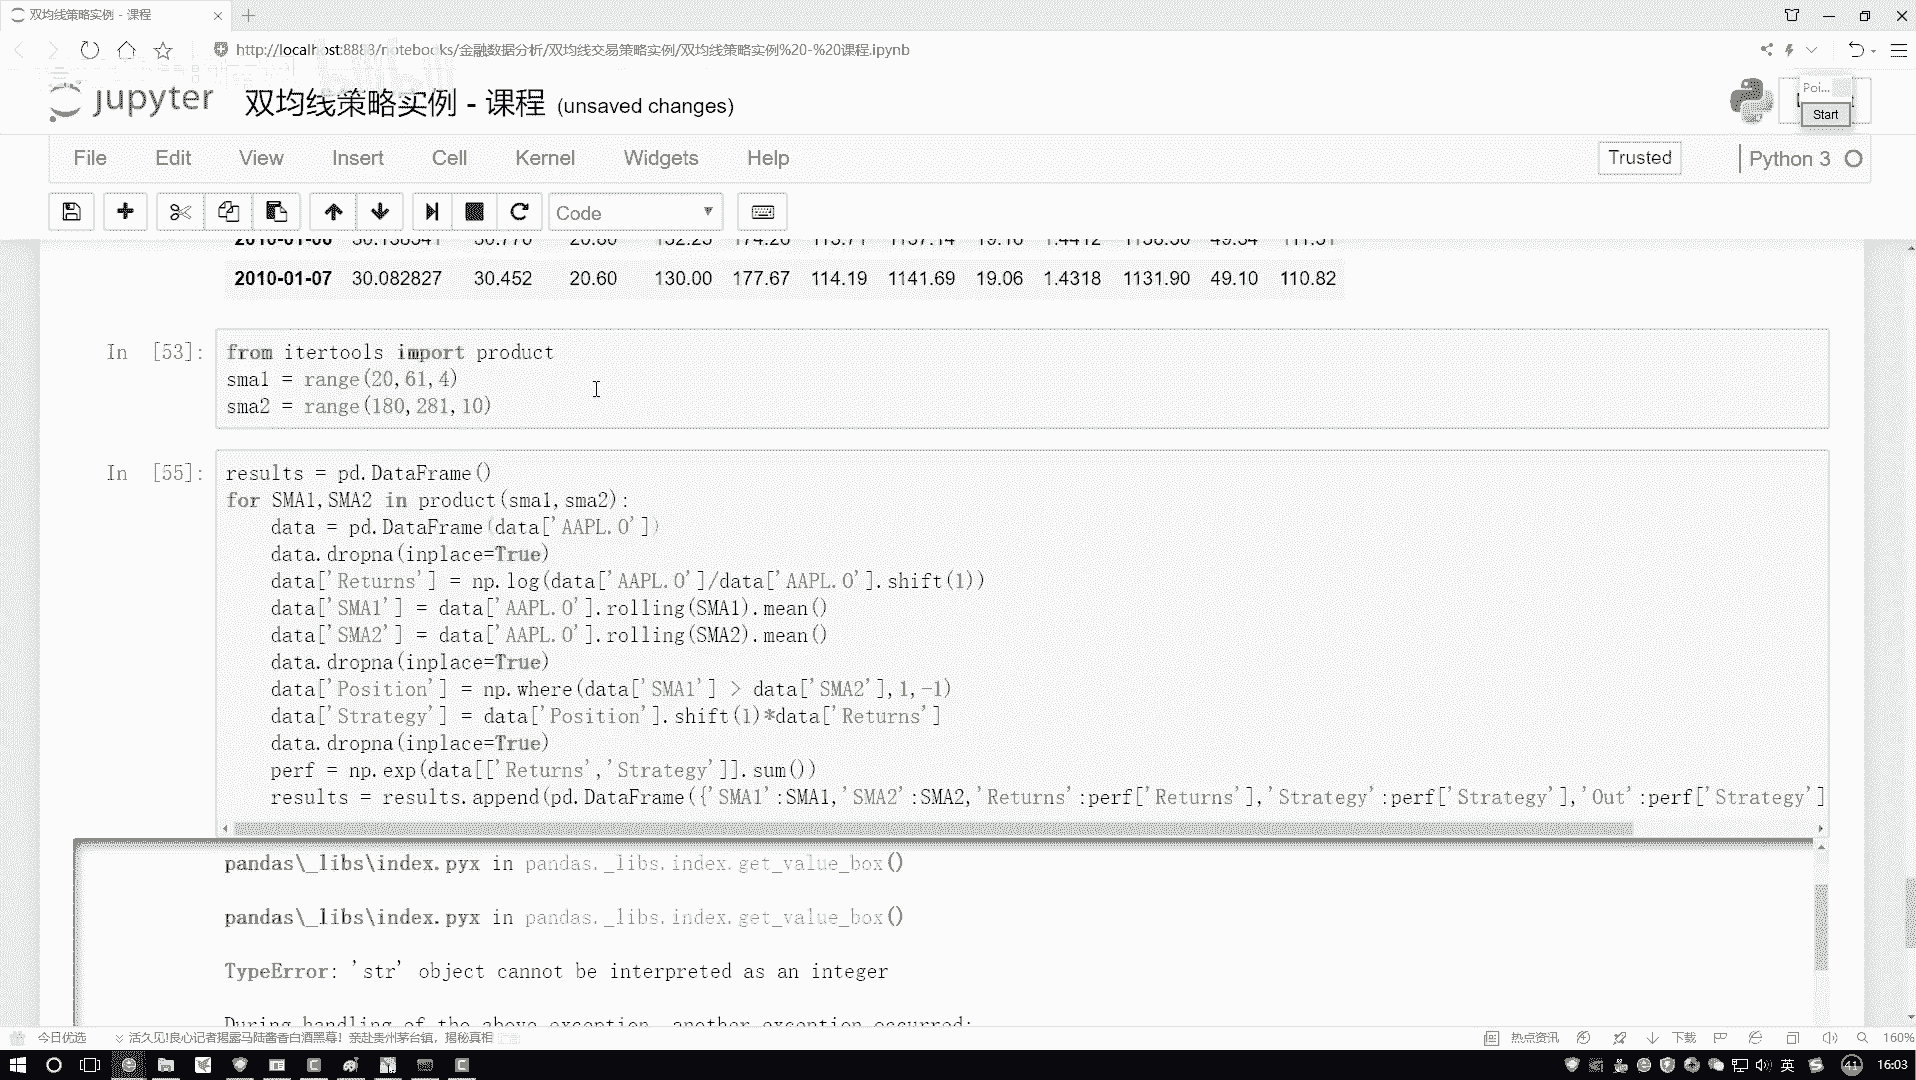 双均线策略实例 - 课程
http://localhost:8888/notebooks/金融数据分析/双均线交易策略实例/双均线策略实例%20-%20课程.ipynb
jupyter 双均线策略实例 - 课程 (unsaved changes)
Poi...
Start
File Edit View Insert Cell Kernel Widgets Help Trusted Python 3
Code
2010-01-07 30.082827 30.452 20.60 130.00 177.67 114.19 1141.69 19.06 1.4318 1131.90 49.10 110.82
In [53]: from itertools import product
sma1 = range(20,61,4)
sma2 = range(180,281,10)
In [55]: results = pd.DataFrame()
for SMA1,SMA2 in product(sma1,sma2):
data = pd.DataFrame(data['AAPL.O'])
data.dropna(inplace=True)
data['Returns'] = np.log(data['AAPL.O']/data['AAPL.O'].shift(1))
data['SMA1'] = data['AAPL.O'].rolling(SMA1).mean()
data['SMA2'] = data['AAPL.O'].rolling(SMA2).mean()
data.dropna(inplace=True)
data['Position'] = np.where(data['SMA1'] > data['SMA2'],1,-1)
data['Strategy'] = data['Position'].shift(1)*data['Returns']
data.dropna(inplace=True)
perf = np.exp(data[['Returns','Strategy']].sum())
results = results.append(pd.DataFrame({'SMA1':SMA1,'SMA2':SMA2,'Returns':perf['Returns'],'Strategy':perf['Strategy'],'Out':perf['Strategy']
pandas\_libs\index.pyx in pandas._libs.index.get_value_box()
pandas\_libs\index.pyx in pandas._libs.index.get_value_box()
TypeError: 'str' object cannot be interpreted as an integer
During handling of the above exception, another exception occurred:
今日优选 活久见!良心记者揭露马陆酱香白酒黑幕! 亲赴贵州茅台镇，揭秘真相 热点资讯 下载 160%
英 41 16:03